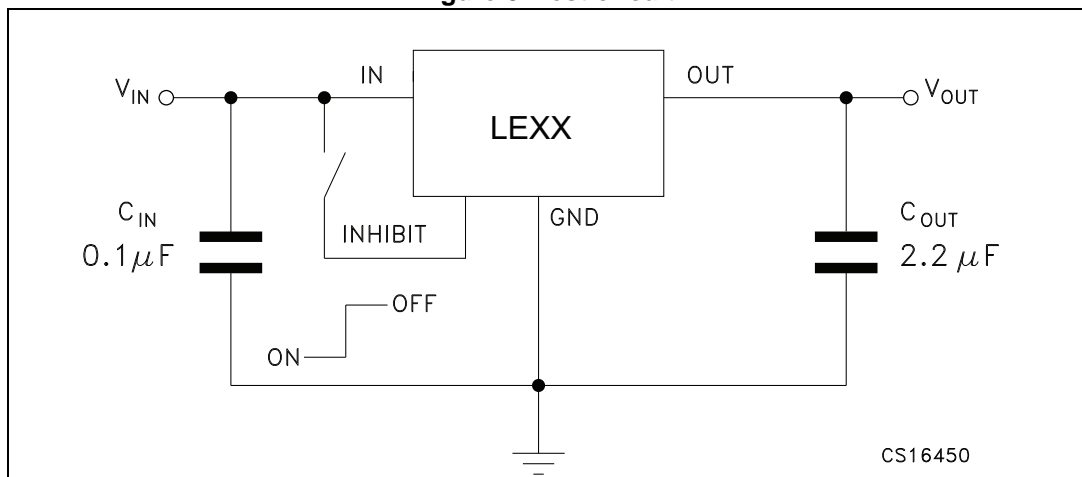 V_IN
IN
LEXX
OUT
V_OUT
C_IN
0.1μF
INHIBIT
GND
C_OUT
2.2 μF
OFF
ON
CS16450